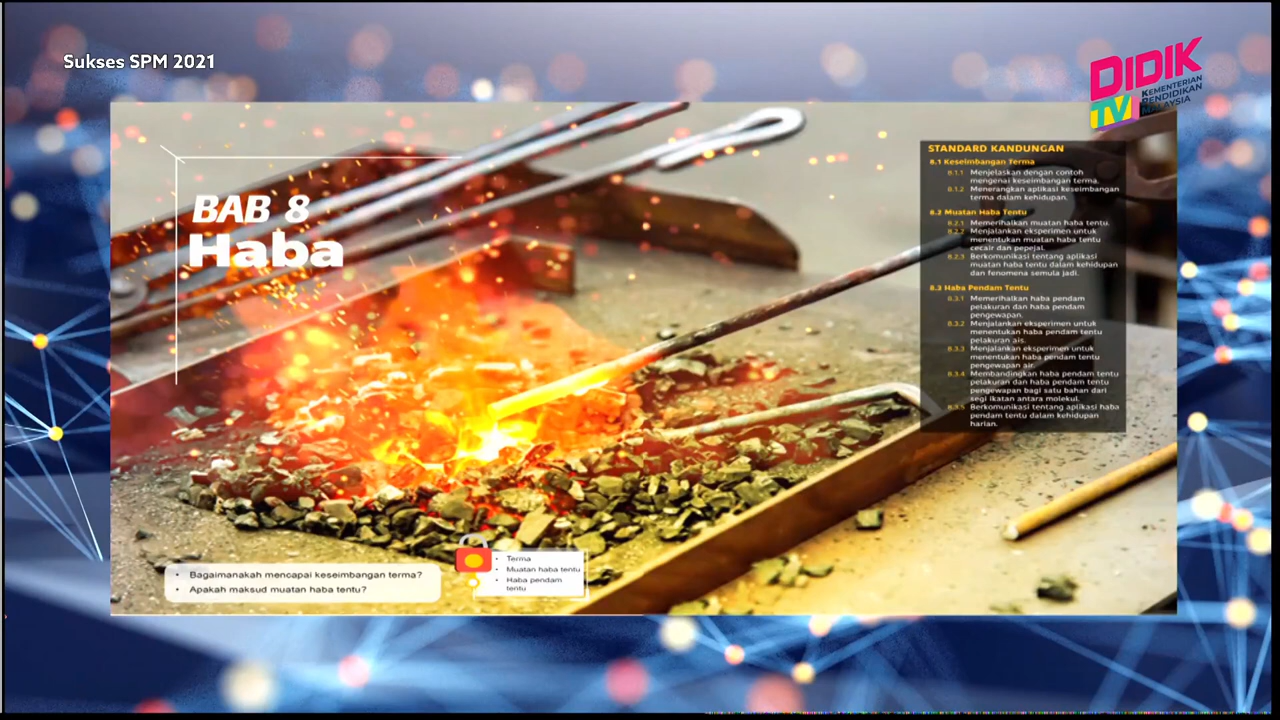 Sukses SPM 2021
DIDIK
TV
KEMENTERIAN
PENDIDIKAN
MALAYSIA
BAB 8
Haba
STANDARD KANDUNGAN
8.1 Keseimbangan Terma
8.1.1 Menjelaskan dengan contoh
mengenai keseimbangan terma.
8.1.2 Menerangkan aplikasi keseimbangan
terma dalam kehidupan.
8.2 Muatan Haba Tentu
8.2.1 Memerihalkan muatan haba tentu.
8.2.2 Menjalankan eksperimen untuk
menentukan muatan haba tentu
cecair dan pepejal.
8.2.3 Berkomunikasi tentang aplikasi
muatan haba tentu dalam kehidupan
dan fenomena semula jadi.
8.3 Haba Pendam Tentu
8.3.1 Memerihalkan haba pendam
pelakuran dan haba pendam
pengewapan.
8.3.2 Menjalankan eksperimen untuk
menentukan haba pendam tentu
pelakuran ais.
8.3.3 Menjalankan eksperimen untuk
menentukan haba pendam tentu
pengewapan air.
8.3.4 Membandingkan haba pendam tentu
pelakuran dan haba pendam tentu
pengewapan bagi satu bahan dari
segi ikatan antara molekul.
8.3.5 Berkomunikasi tentang aplikasi haba
pendam tentu dalam kehidupan
harian.
• Bagaimanakah mencapai keseimbangan terma?
• Apakah maksud muatan haba tentu?
• Terma
• Muatan haba tentu
• Haba pendam
tentu